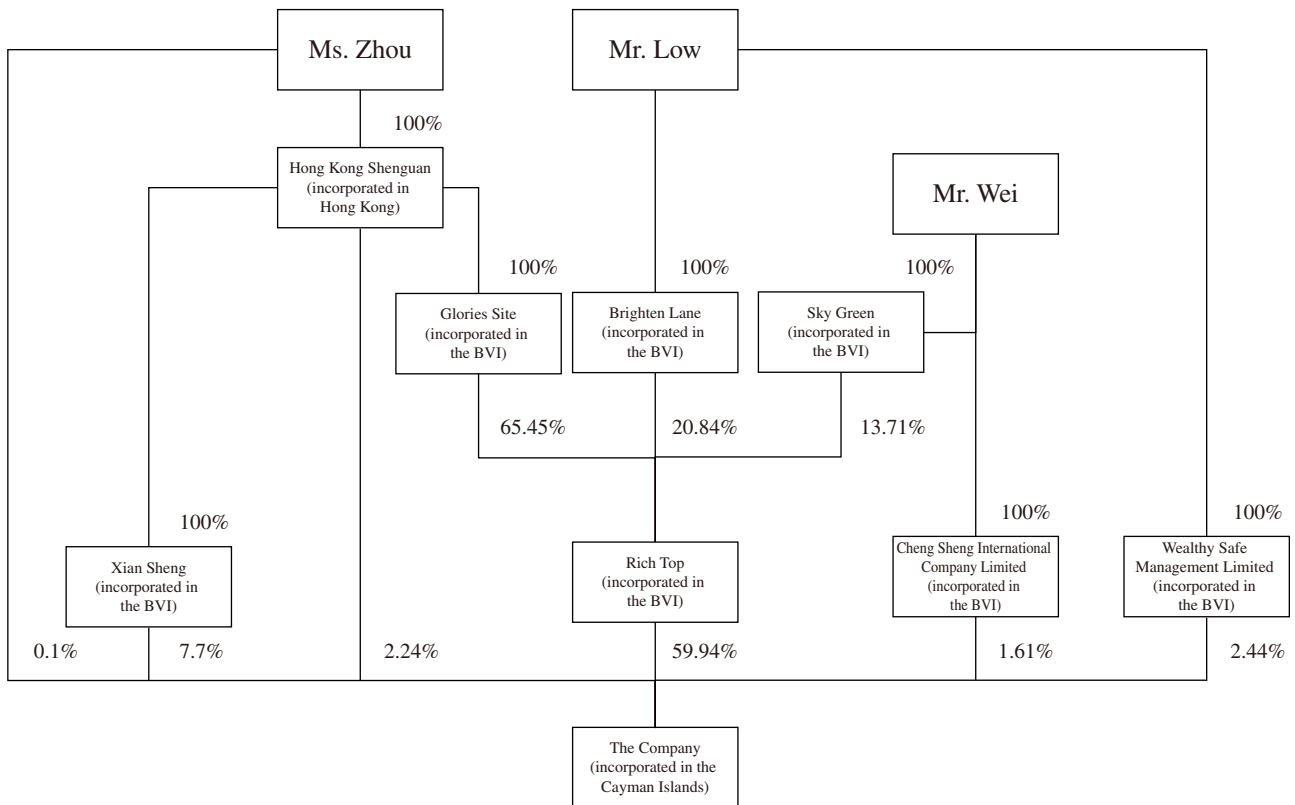 Ms. Zhou
Mr. Low
100%
Hong Kong Shenguan
(incorporated in
Hong Kong)
Mr. Wei
100%
100%
100%
Glories Site
(incorporated in
the BVI)
Brighten Lane
(incorporated in
the BVI)
Sky Green
(incorporated in
the BVI)
65.45%
20.84%
13.71%
100%
100%
100%
Xian Sheng
(incorporated in
the BVI)
Rich Top
(incorporated in
the BVI)
Cheng Sheng International
Company Limited
(incorporated in
the BVI)
Wealthy Safe
Management Limited
(incorporated in
the BVI)
0.1%
7.7%
2.24%
59.94%
1.61%
2.44%
The Company
(incorporated in the
Cayman Islands)